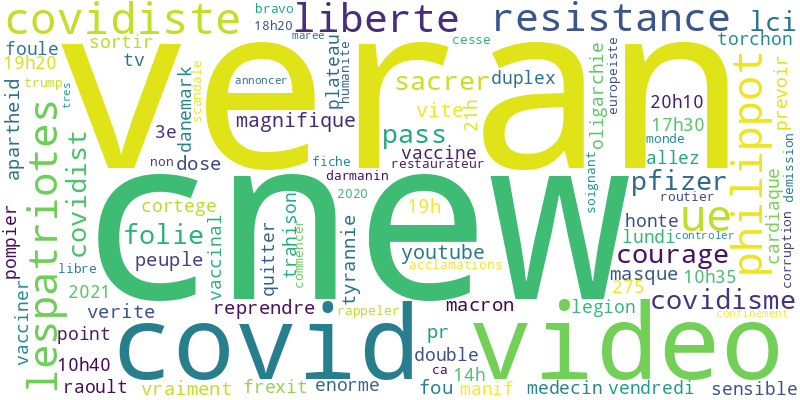 bravo
covidiste
18h20
liberte
resistance
lci
foule
sortir
maree
cesse
torchon
19h20
tv
veran
plateau
humanite
trump
scandale
annoncer
sacrer
duplex
oligarchie
europeiste
prevoir
tres
danemark
vite
21h
20h10
apartheid
lespatriotes
covidist
3e
magnifique
pass
17h30
philippot
non
dose
fiche
vaccine
restaurateur
monde
allez
darmanin
soignant
pfizer
cardiaque
demission
2020
cnew
routier
cortege
19h
honte
ue
pompier
folie
vaccinal
quitter
trahison
commencer
tyrannie
lundi
controler
corruption
peuple
youtube
courage
libre
acclamations
masque
10h35
2021
275
vacciner
verite
reprendre
rappeler
macron
legion
covidisme
confinement
point
covid
pr
video
10h40
double
ca
14h
raoult
vraiment
frexit
enorme
fou
manif
medecin
vendredi
sensible